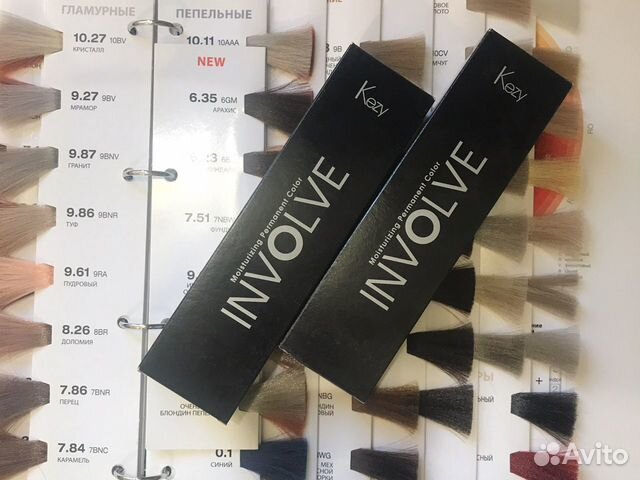 ГЛАМУРНЫЕ
10.27 10BV
КРИСТАЛЛ
9.27 9BV
МРАМОР
9.87 9BNV
ГРАНИТ
9.86 9BNR
ТУФ
9.61 9RA
ПУДРОВЫЙ
8.26 8BR
ДОЛОМИЯ
7.86 7BNR
ПЕРЕЦ
7.84 7BNC
КАРАМЕЛЬ
ПЕПЕЛЬНЫЕ
10.11 10AAA
NEW
6.35 6GM
АРАХИС
7.51 7NBW
БЛОНДИН
0.1
СИНИЙ
Kezy
Moisturizing Permanent Color
INVOLVE
Kezy
Moisturizing Permanent Color
INVOLVE
9B
Avito